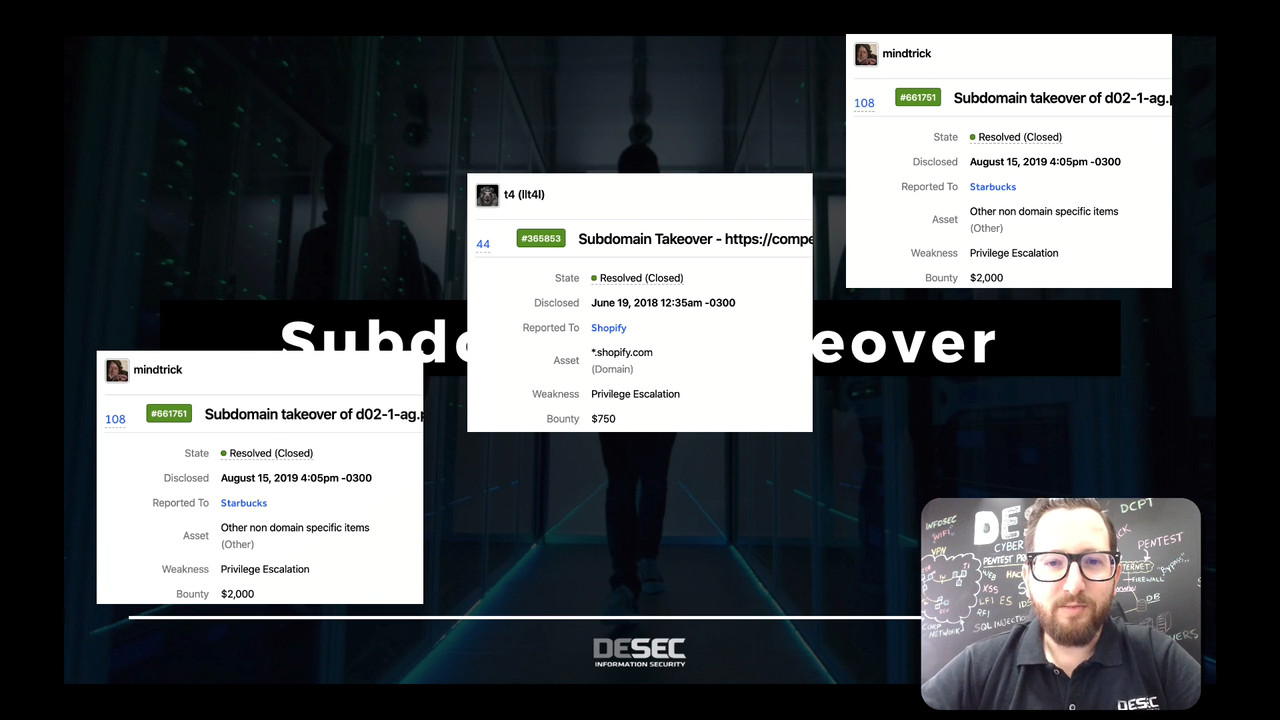 mindtrick
108 #661751 Subdomain takeover of d02-1-ag.
State Resolved (Closed)
Disclosed August 15, 2019 4:05pm -0300
Reported To Starbucks
Asset Other non domain specific items
(Other)
Weakness Privilege Escalation
Bounty $2,000
t4 (llt4l)
44 #365853 Subdomain Takeover - https://compe
State Resolved (Closed)
Disclosed June 19, 2018 12:35am -0300
Reported To Shopify
Asset *.shopify.com
(Domain)
Weakness Privilege Escalation
Bounty $750
Subdo eover
mindtrick
108 #661751 Subdomain takeover of d02-1-ag.
State Resolved (Closed)
Disclosed August 15, 2019 4:05pm -0300
Reported To Starbucks
Asset Other non domain specific items
(Other)
Weakness Privilege Escalation
Bounty $2,000
DESEC
INFORMATION SECURITY
DCPT
INFOSEC
WIFI
DES
CYBER
PENTEST
VPN
PENTEST
XSS
FIREWALL
LFI
DB
RFI
SQL INJECTION
NETWORK
DESEC